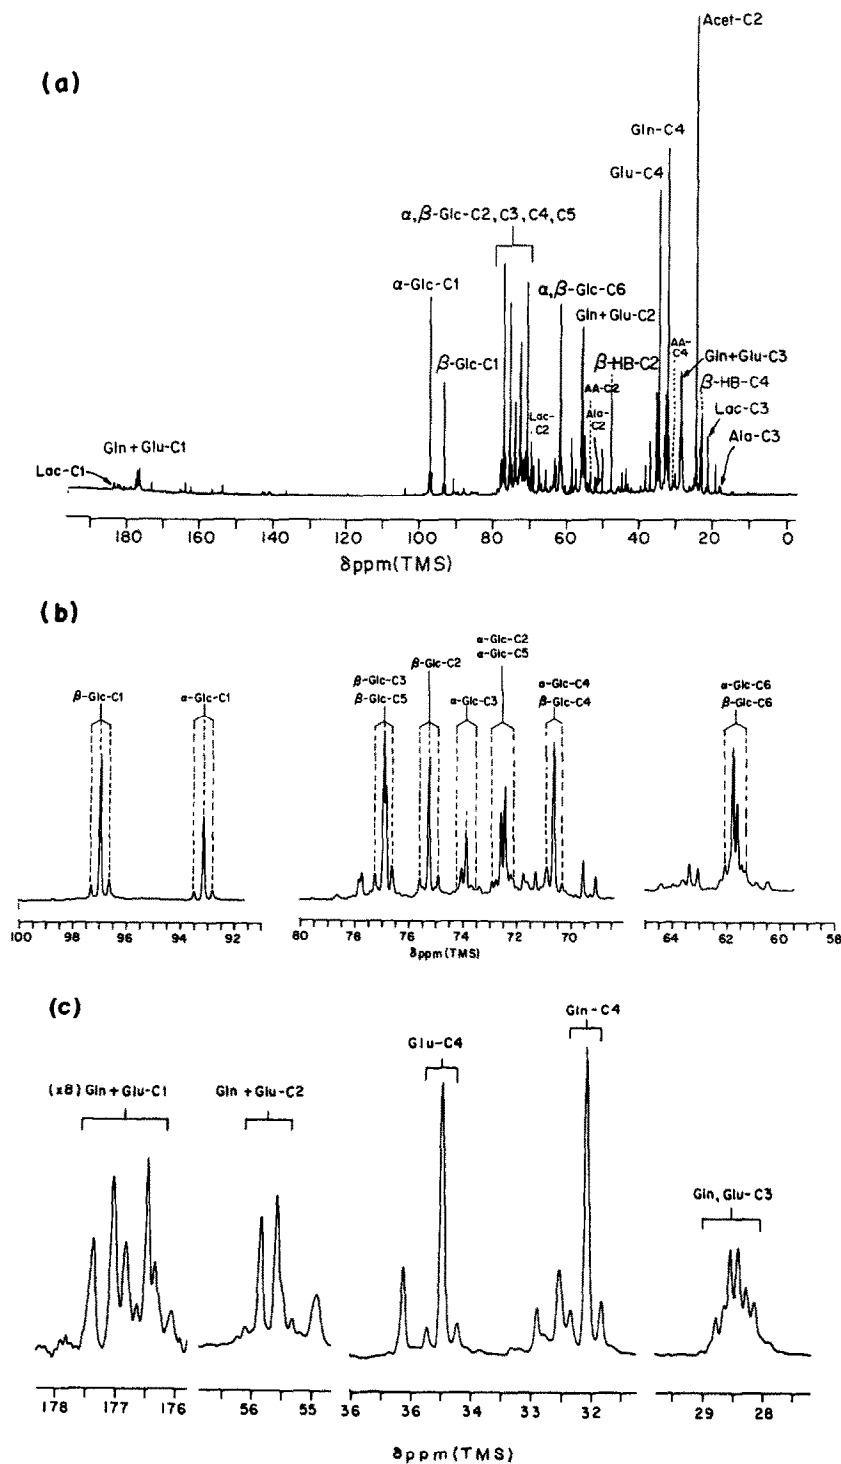 (a)
Acet-C2
Gln-C4
Glu-C4
α,β-Glc-C2,C3,C4,C5
α-Glc-C1
α,β-Glc-C6
Gln+Glu-C2
β-Glc-C1
β-HB-C2
AA-
C4
Gln+Glu-C3
AA-C2
β-HB-C4
Lac-
C2
Ala-
C2
Lac-C3
Gln+Glu-C1
Ala-C3
Lac-C1
180 160 140 120 100 80 60 40 20 0
δppm(TMS)
(b)
α-Glc-C2
α-Glc-C5
β-Glc-C1
α-Glc-C1
β-Glc-C3
β-Glc-C5
β-Glc-C2
α-Glc-C3
α-Glc-C4
β-Glc-C4
α-Glc-C6
β-Glc-C6
100 98 96 94 92
80 78 76 74 72 70
64 62 60 58
δppm(TMS)
(c)
Gln-C4
Glu-C4
(x8) Gln+Glu-C1
Gln+Glu-C2
Gln,Glu-C3
178 177 176
56 55
36 35 34 33 32
29 28
δppm(TMS)